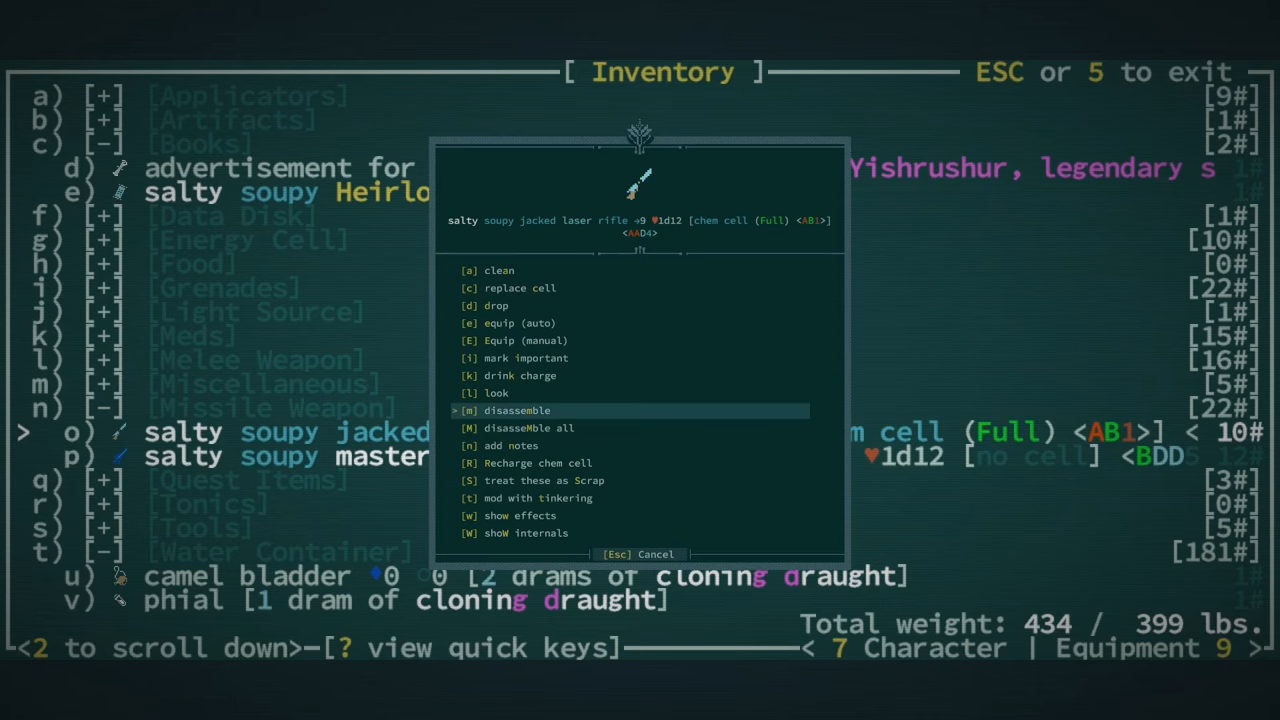 [ Inventory ] ESC or 5 to exit
a) [+] [Applicators] [9#]
b) [+] [Artifacts] [1#]
c) [-] [Books] [2#]
d) advertisement for Yishrushur, legendary s 1#
e) salty soupy Heirlo 1#
f) [+] [Data Disk] [1#]
g) [+] [Energy Cell] [10#]
h) [+] [Food] [0#]
i) [+] [Grenades] [22#]
j) [+] [Light Source] [1#]
k) [+] [Meds] [15#]
l) [+] [Melee Weapon] [16#]
m) [+] [Miscellaneous] [5#]
n) [-] [Missile Weapon] [22#]
> o) salty soupy jacked m cell (Full) <AB1>] < 10#
p) salty soupy master ♥1d12 [no cell] <BDD5 12#
q) [+] [Quest Items] [3#]
r) [+] [Tonics] [0#]
s) [+] [Tools] [5#]
t) [-] [Water Container] [181#]
u) camel bladder ♦0 ○0 [2 drams of cloning draught] 1#
v) phial [1 dram of cloning draught] 1#
Total weight: 434 / 399 lbs.
<2 to scroll down> [? view quick keys] < 7 Character | Equipment 9 >
salty soupy jacked laser rifle →9 ♥1d12 [chem cell (Full) <AB1>]
<AAD4>
[a] clean
[c] replace cell
[d] drop
[e] equip (auto)
[E] Equip (manual)
[i] mark important
[k] drink charge
[l] look
> [m] disassemble
[M] disasseMble all
[n] add notes
[R] Recharge chem cell
[S] treat these as Scrap
[t] mod with tinkering
[w] show effects
[W] shoW internals
[Esc] Cancel